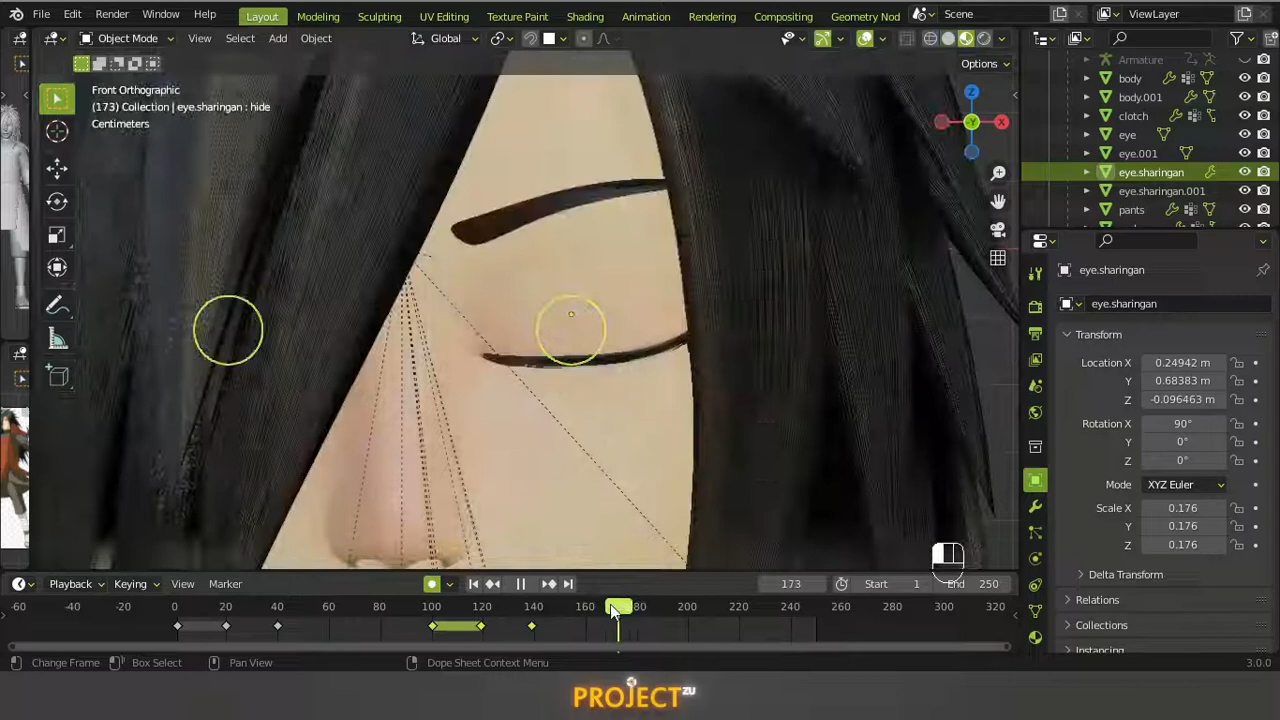 File Edit Render Window Help Layout Modeling Sculpting UV Editing Texture Paint Shading Animation Rendering Compositing Geometry Nod Scene ViewLayer
Object Mode View Select Add Object Global
Options
Front Orthographic
(173) Collection | eye.sharingan : hide
Centimeters
Z
-Y
X
Armature
body
body.001
clotch
eye
eye.001
eye.sharingan
eye.sharingan.001
pants
eye.sharingan
eye.sharingan
Transform
Location X 0.24942 m
Y 0.68383 m
Z -0.096463 m
Rotation X 90°
Y 0°
Z 0°
Mode XYZ Euler
Scale X 0.176
Y 0.176
Z 0.176
Delta Transform
Relations
Collections
Instancing
Playback Keying View Marker 173 Start 1 End 250
-60 -40 -20 0 20 40 60 80 100 120 140 160 180 200 220 240 260 280 300 320
Change Frame Box Select Pan View Dope Sheet Context Menu 3.0.0
PROJECT ZU